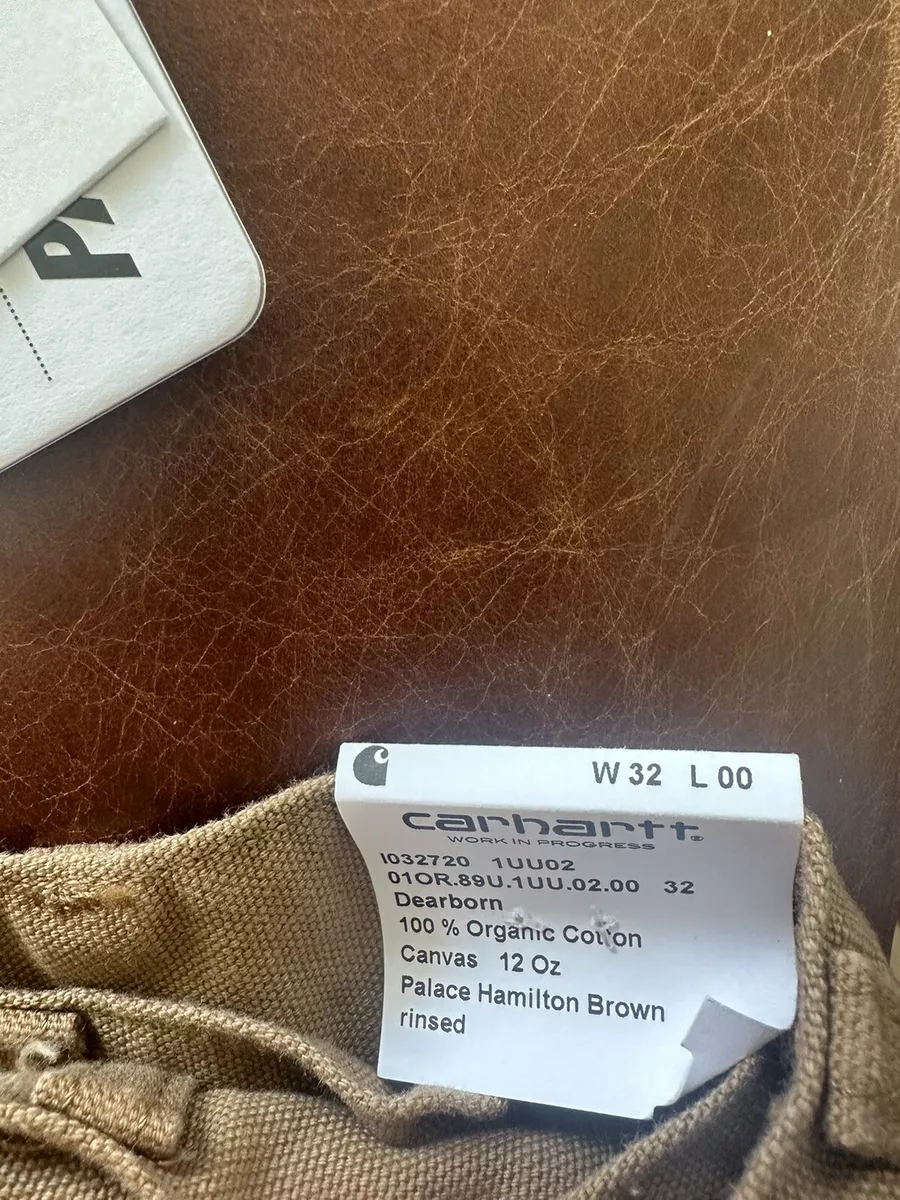 W 32 L 00
carhartt®
WORK IN PROGRESS
I032720 1UU02
01OR.89U.1UU.02.00 32
Dearborn
100 % Organic Cotton
Canvas 12 Oz
Palace Hamilton Brown
rinsed